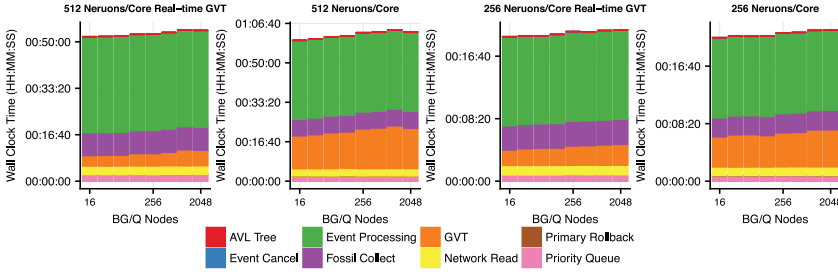 512 Neruons/Core Real-time GVT
512 Neruons/Core
256 Neruons/Core Real-time GVT
256 Neruons/Core
Wall Clock Time (HH:MM:SS)
00:50:00
00:33:20
00:16:40
00:00:00
16
256
2048
BG/Q Nodes
Wall Clock Time (HH:MM:SS)
01:06:40
00:50:00
00:33:20
00:16:40
00:00:00
16
256
2048
BG/Q Nodes
Wall Clock Time (HH:MM:SS)
00:16:40
00:08:20
00:00:00
16
256
2048
BG/Q Nodes
Wall Clock Time (HH:MM:SS)
00:16:40
00:08:20
00:00:00
16
256
2048
BG/Q Nodes
AVL Tree
Event Processing
GVT
Primary Rollback
Event Cancel
Fossil Collect
Network Read
Priority Queue